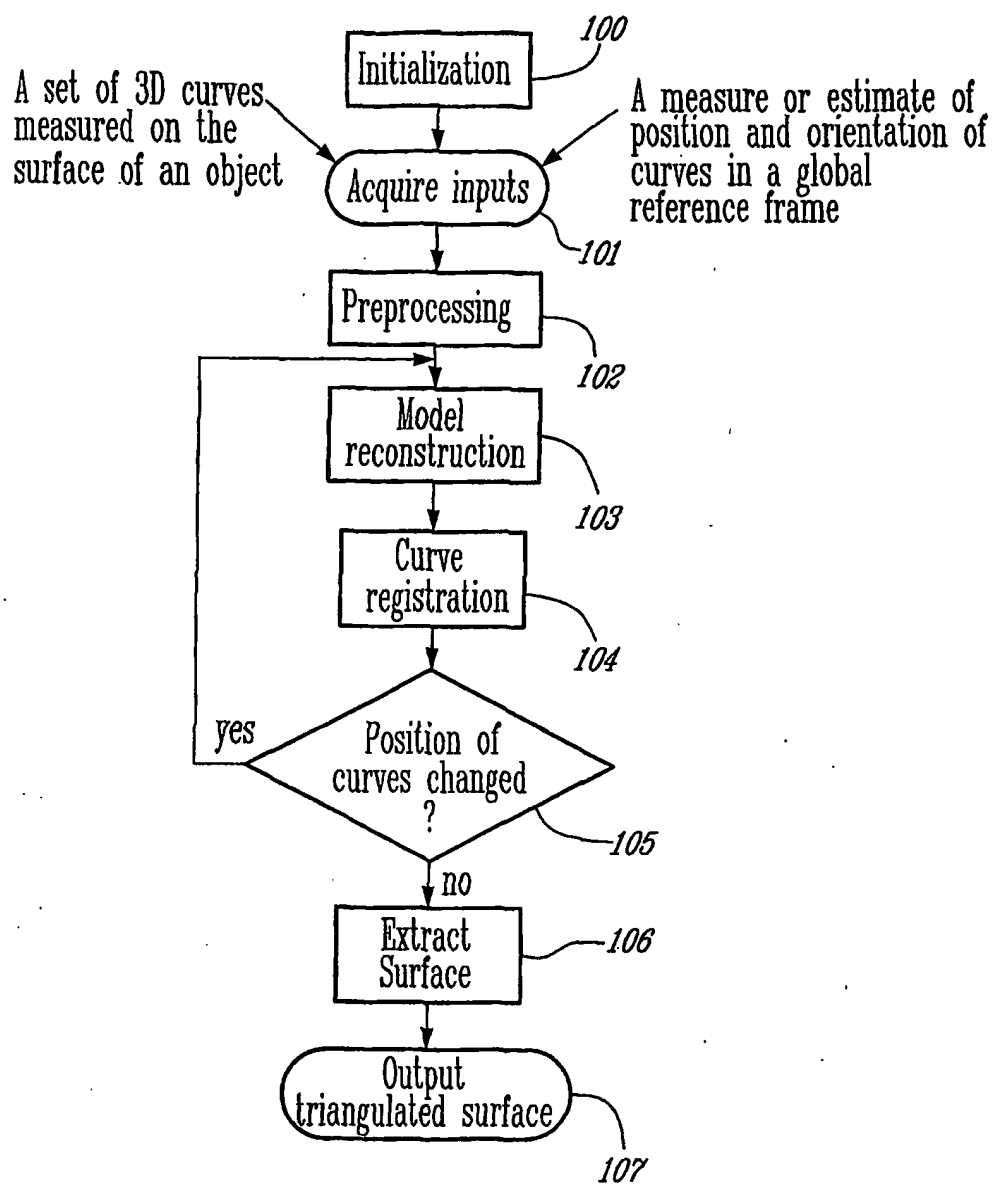 100
Initialization
A set of 3D curves
measured on the
surface of an object
A measure or estimate of
position and orientation of
curves in a global
reference frame
Acquire inputs
101
Preprocessing
102
Model
reconstruction
103
Curve
registration
104
yes
Position of
curves changed
?
105
no
Extract
Surface
106
Output
triangulated surface
107